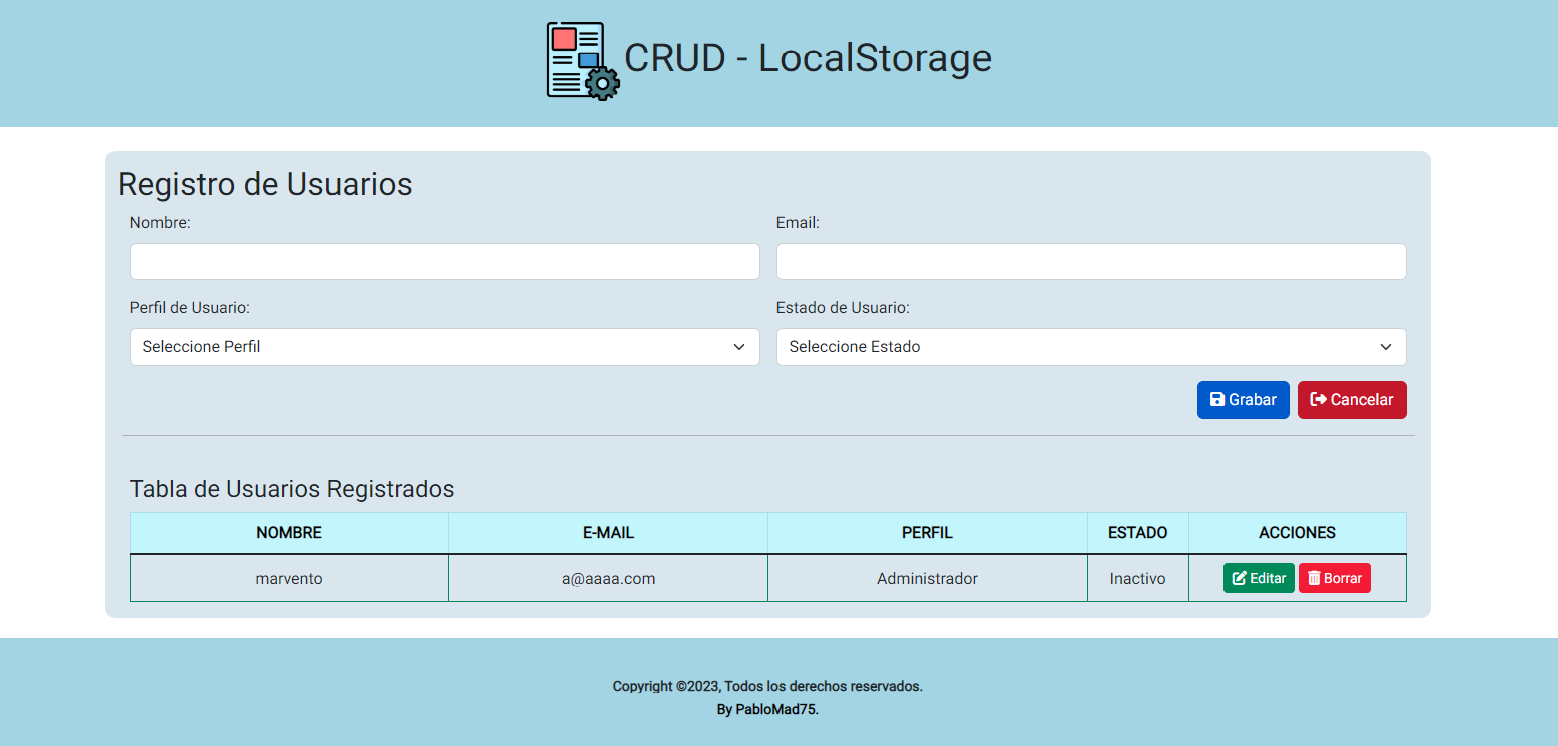 CRUD - LocalStorage
Registro de Usuarios
Nombre: Email:
Perfil de Usuario: Estado de Usuario:
Seleccione Perfil Seleccione Estado
Grabar Cancelar
Tabla de Usuarios Registrados
NOMBRE E-MAIL PERFIL ESTADO ACCIONES
marvento a@aaaa.com Administrador Inactivo Editar Borrar
Copyright ©2023, Todos los derechos reservados.
By PabloMad75.